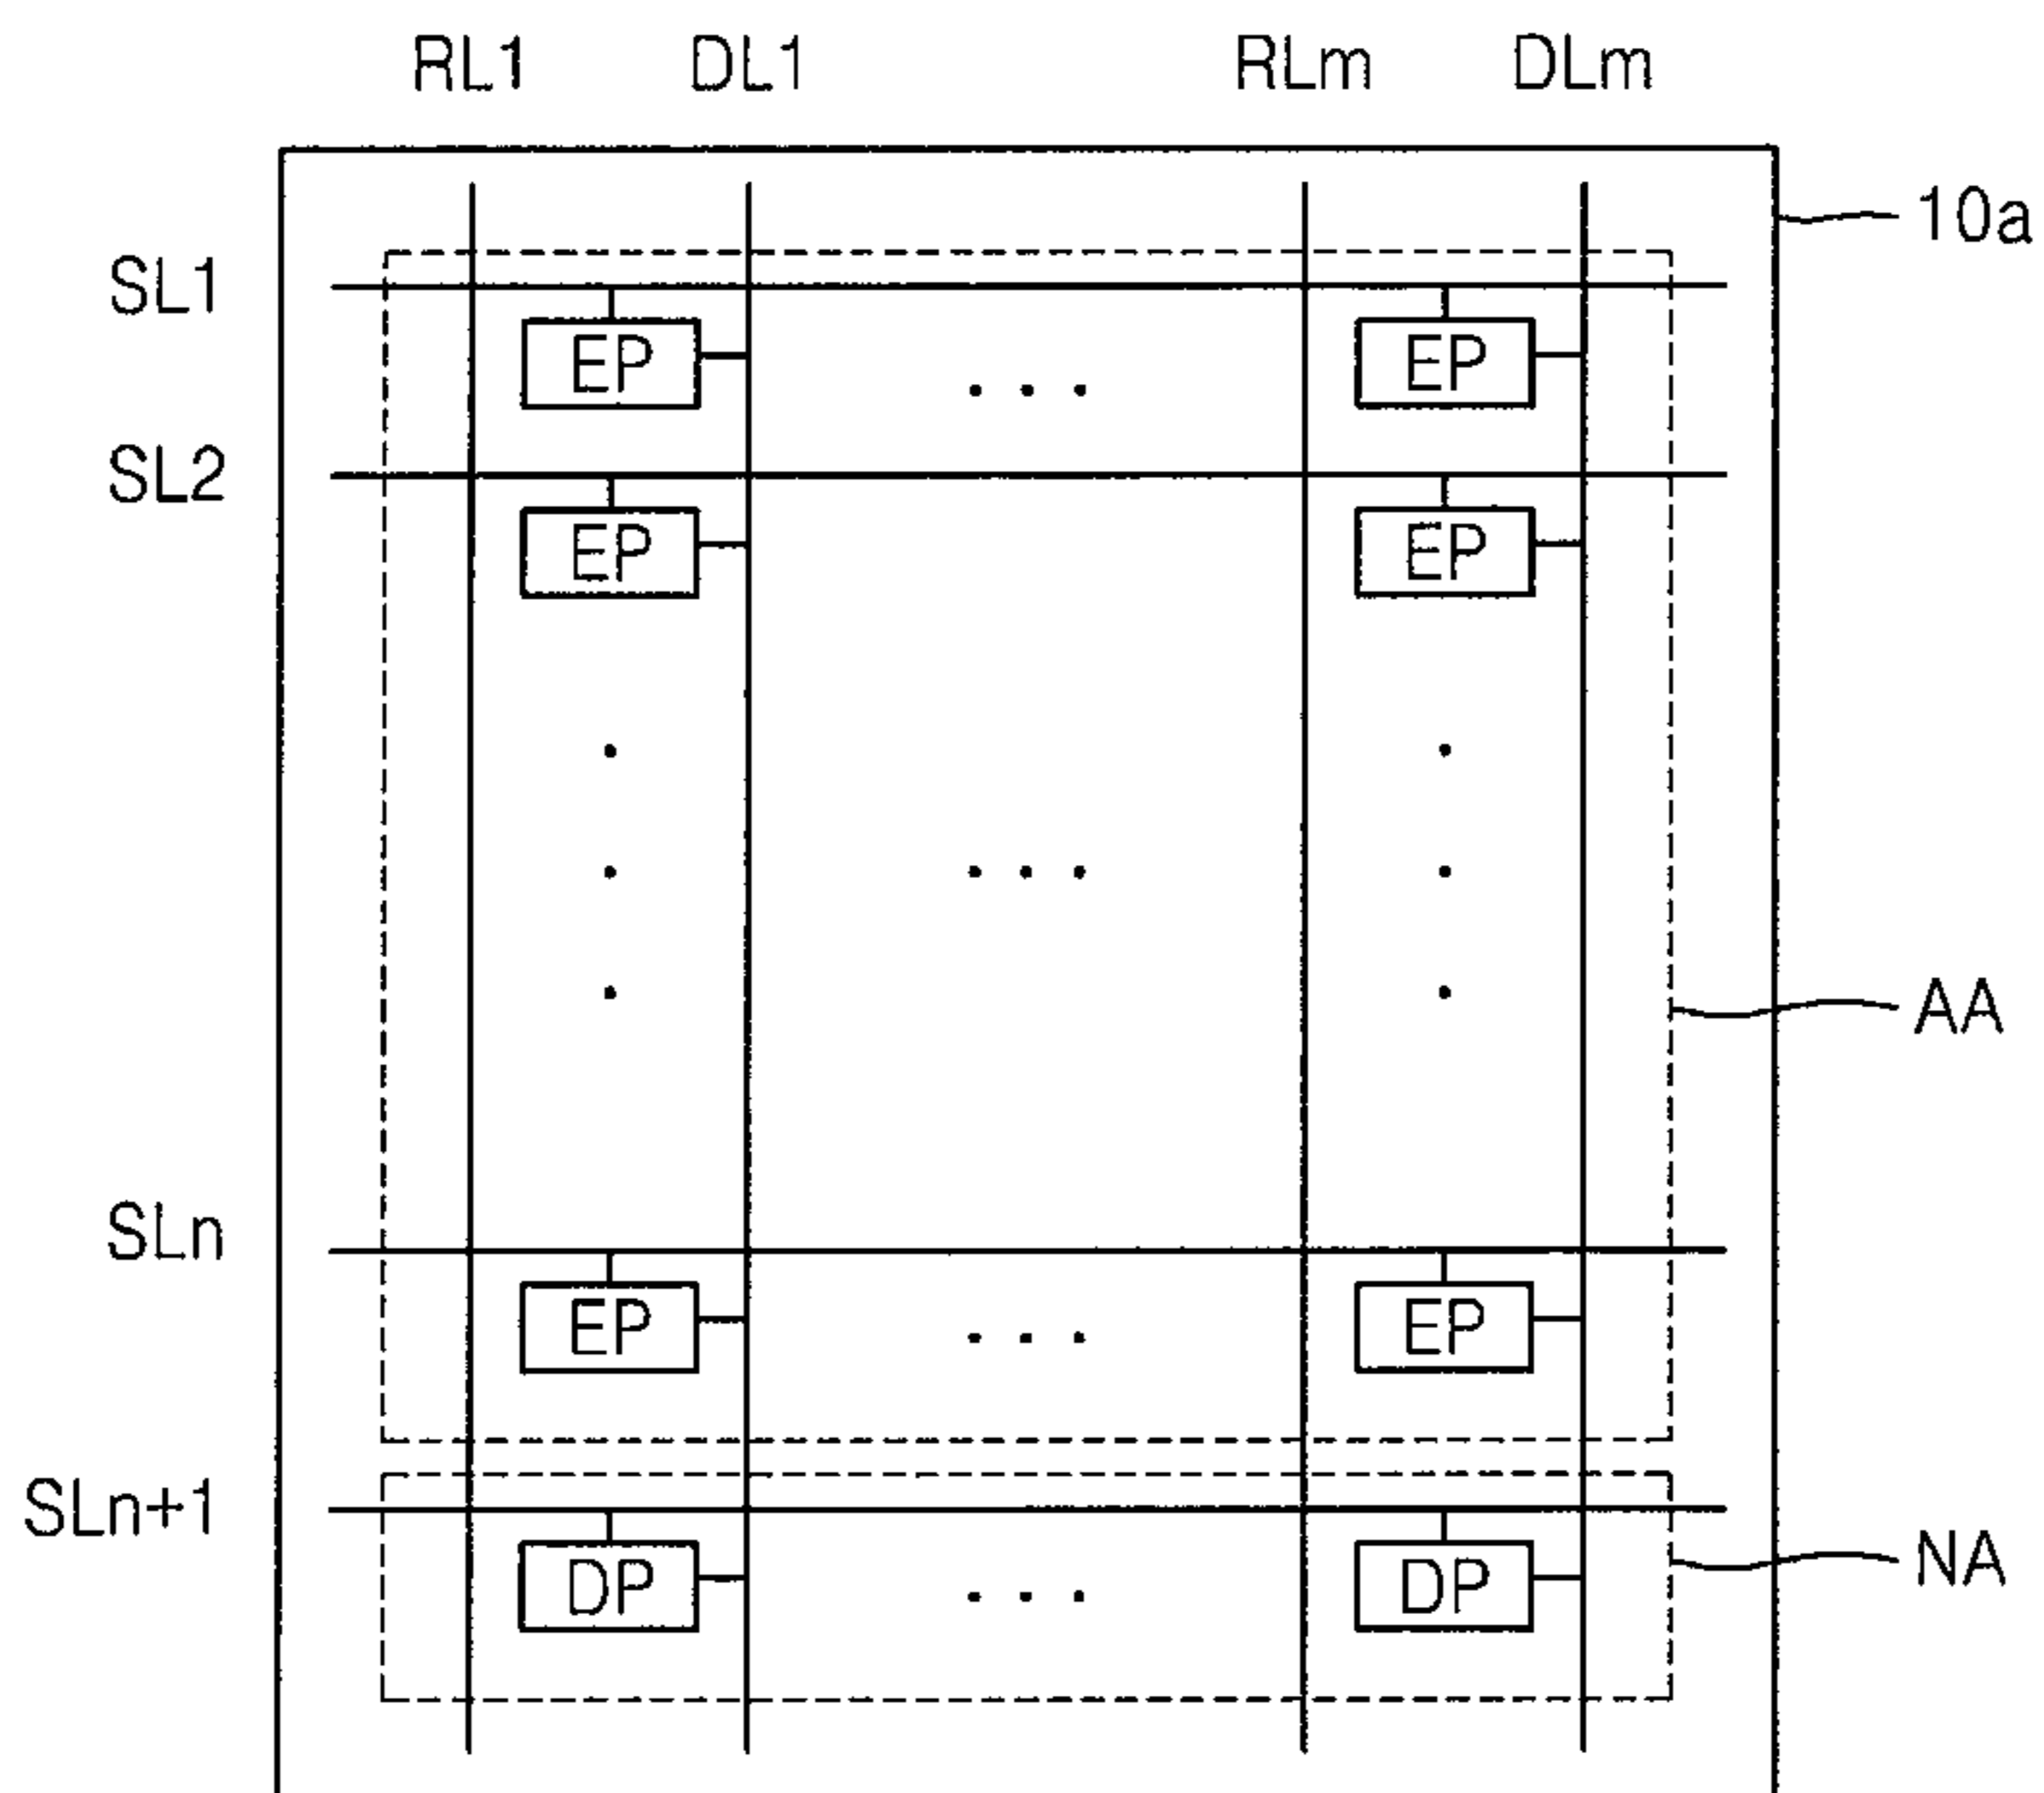 RL1 DL1 RLm DLm
10a
SL1
EP ... EP
SL2
EP EP
...
AA
SLn
EP ... EP
SLn+1
DP ... DP
NA